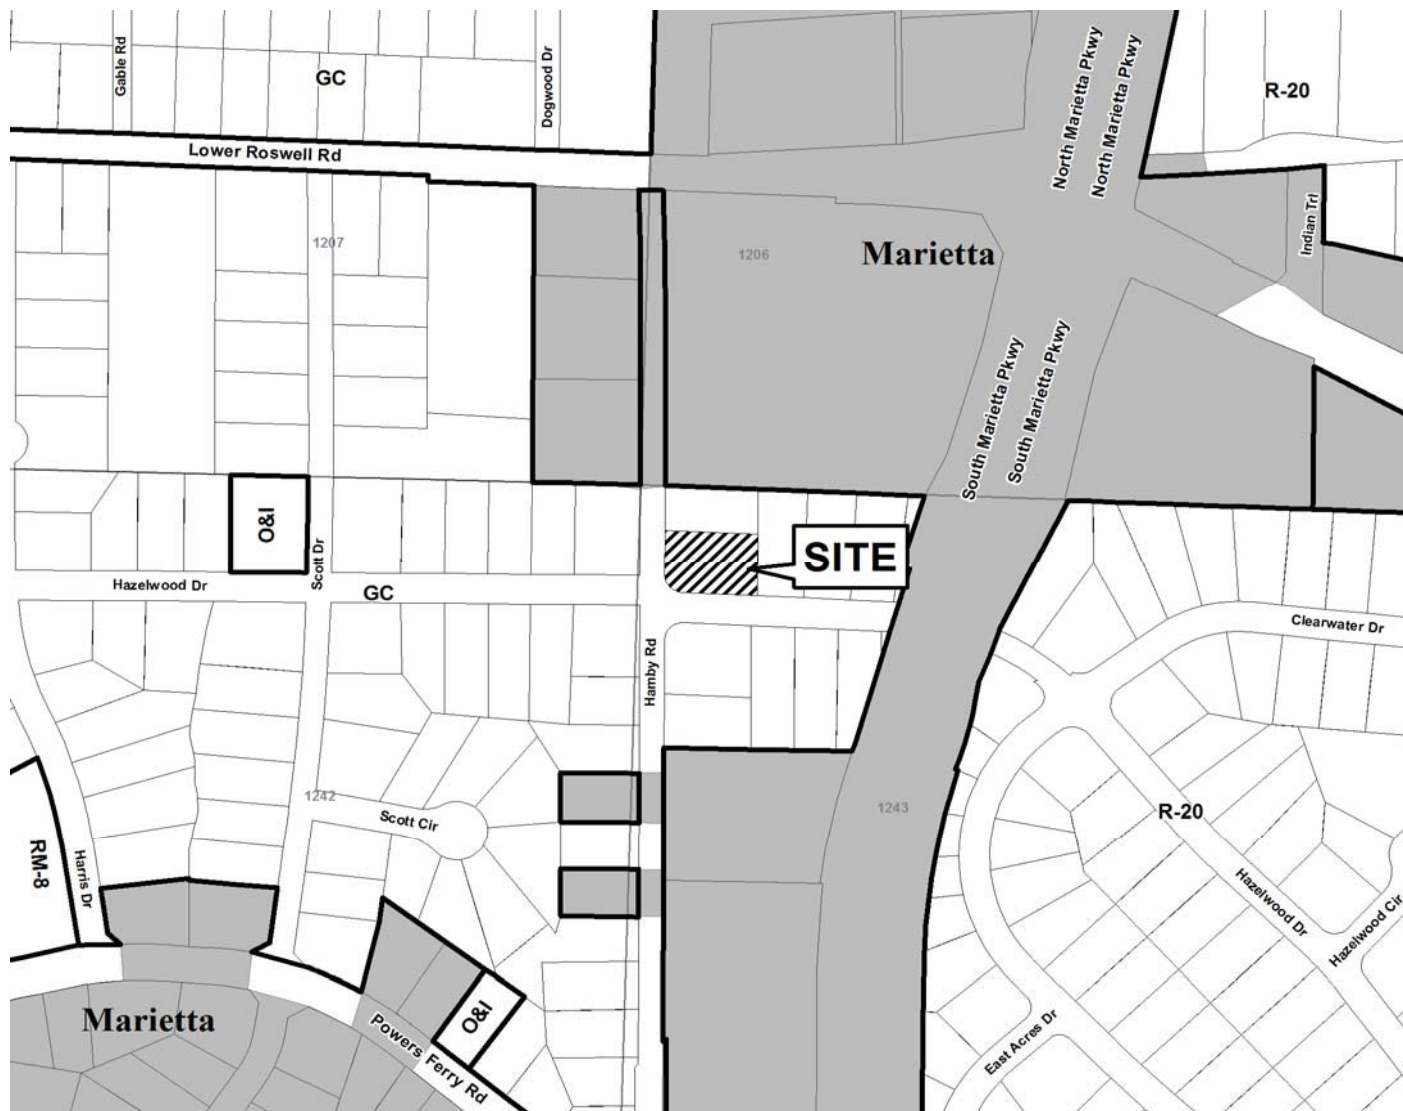 Gable Rd
GC
Dogwood Dr
North Marietta Pkwy
North Marietta Pkwy
R-20
Lower Roswell Rd
1207
1206
Marietta
Indian Trl
South Marietta Pkwy
South Marietta Pkwy
O&I
Scott Dr
SITE
Hazelwood Dr
GC
Clearwater Dr
Hamby Rd
1242
Scott Cir
1243
R-20
RM-8
Harris Dr
Hazelwood Dr
Hazelwood Cir
Marietta
O&I
Powers Ferry Rd
East Acres Dr